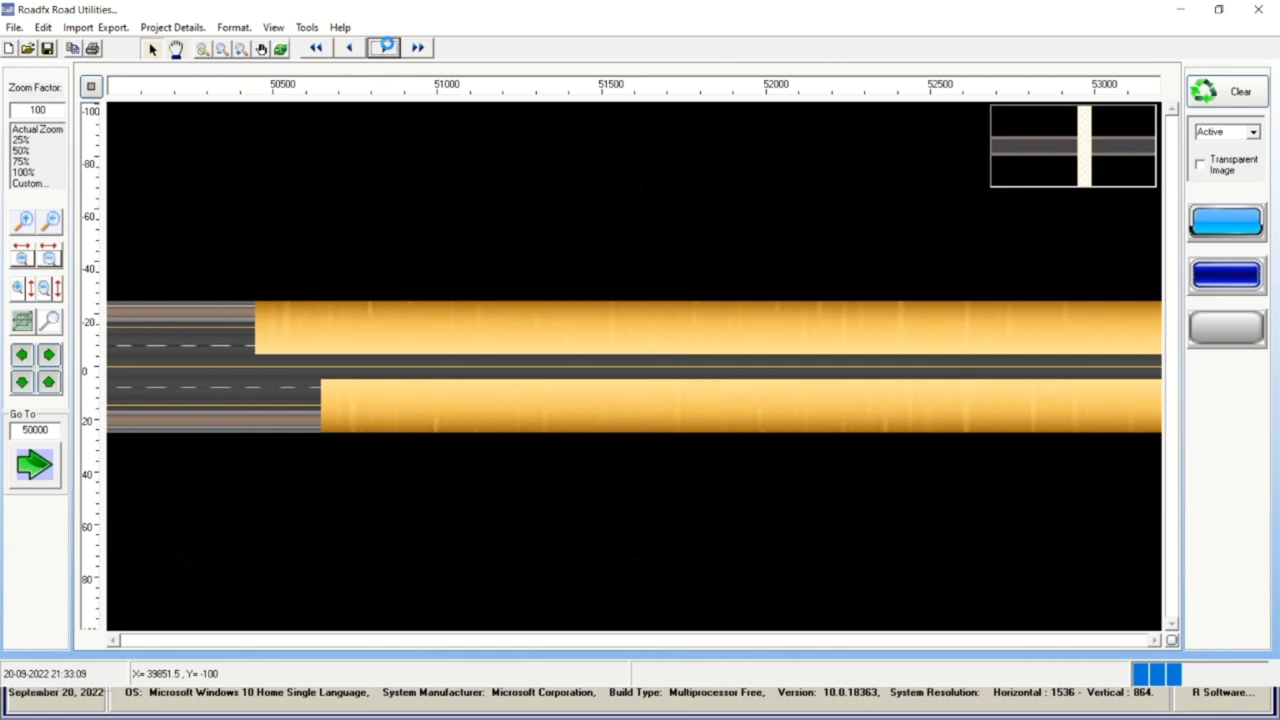 Roadfx Road Utilities...
File. Edit Import Export. Project Details. Format. View Tools Help
Zoom Factor:
100
Actual Zoom
25%
50%
75%
100%
Custom...
Go To
50000
50500 51000 51500 52000 52500 53000
-100
-80
-60
-40
-20
0
20
40
60
80
Clear
Active
Transparent
Image
20-09-2022 21:33:09 X= 39851.5 , Y= -100
September 20, 2022 OS: Microsoft Windows 10 Home Single Language, System Manufacturer: Microsoft Corporation, Build Type: Multiprocessor Free, Version: 10.0.18363, System Resolution: Horizontal : 1536 - Vertical : 864. R Software...